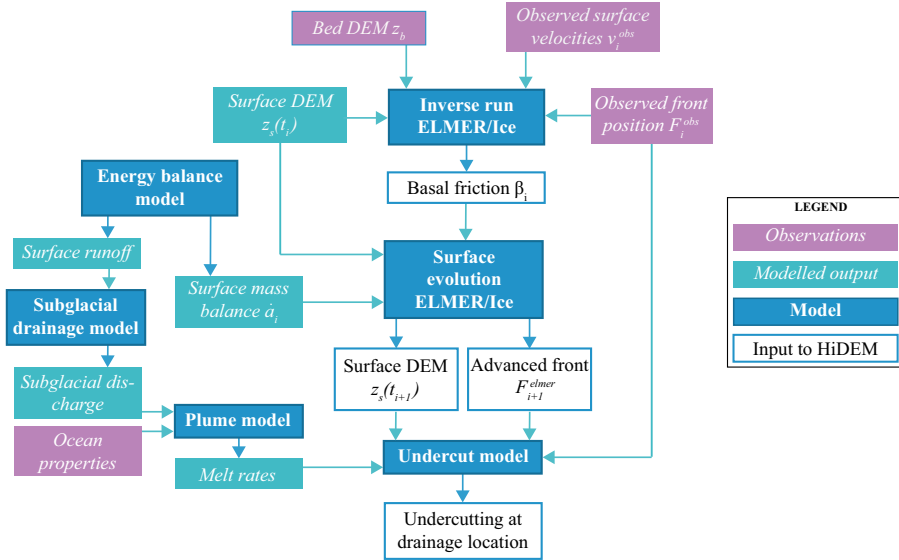 Bed DEM z_b
Observed surface
velocities v_i^obs
Surface DEM
z_s(t_i)
Inverse run
ELMER/Ice
Observed front
position F_i^obs
Energy balance
model
Basal friction β_i
Surface runoff
Surface mass
balance ȧ_i
Surface
evolution
ELMER/Ice
Subglacial
drainage model
Surface DEM
z_s(t_{i+1})
Advanced front
F_{i+1}^{elmer}
Subglacial dis-
charge
Plume model
Ocean
properties
Melt rates
Undercut model
Undercutting at
drainage location
LEGEND
Observations
Modelled output
Model
Input to HiDEM